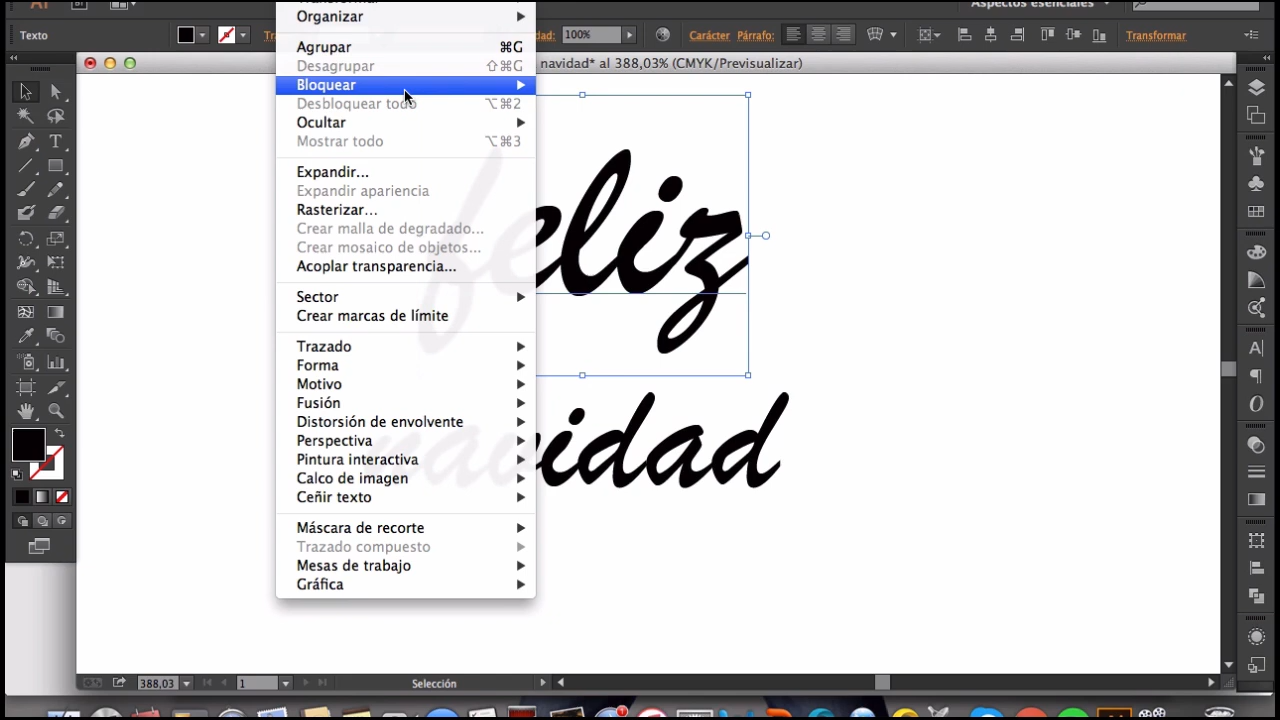 Aspectos esenciales
Organizar
Texto
100%
Carácter
Párrafo:
Transformar
Agrupar ⌘G
Desagrupar ⇧⌘G
navidad* al 388,03% (CMYK/Previsualizar)
Bloquear
Desbloquear todo ⌥⌘2
Ocultar
Mostrar todo ⌥⌘3
Expandir...
Expandir apariencia
Rasterizar...
Crear malla de degradado...
Crear mosaico de objetos...
Acoplar transparencia...
Sector
Crear marcas de límite
Trazado
Forma
Motivo
Fusión
Distorsión de envolvente
Perspectiva
Pintura interactiva
Calco de imagen
Ceñir texto
Máscara de recorte
Trazado compuesto
Mesas de trabajo
Gráfica
feliz
navidad
388,03
1
Selección